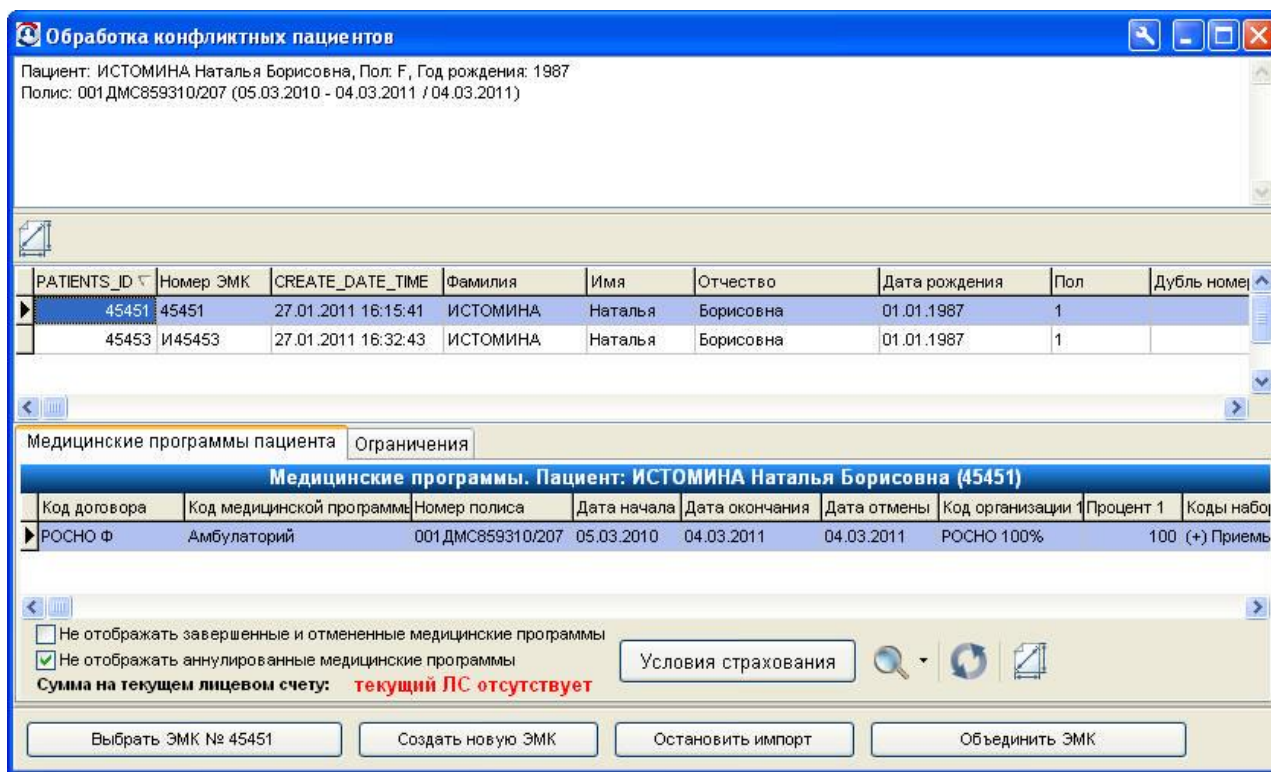 Обработка конфликтных пациентов
Пациент: ИСТОМИНА Наталья Борисовна, Пол: F, Год рождения: 1987
Полис: 001ДМС859310/207 (05.03.2010 - 04.03.2011 / 04.03.2011)
PATIENTS_ID Номер ЭМК CREATE_DATE_TIME Фамилия Имя Отчество Дата рождения Пол Дубль номер
45451 45451 27.01.2011 16:15:41 ИСТОМИНА Наталья Борисовна 01.01.1987 1
45453 И45453 27.01.2011 16:32:43 ИСТОМИНА Наталья Борисовна 01.01.1987 1
Медицинские программы пациента Ограничения
Медицинские программы. Пациент: ИСТОМИНА Наталья Борисовна (45451)
Код договора Код медицинской программы Номер полиса Дата начала Дата окончания Дата отмены Код организации 1 Процент 1 Коды набо
РОСНО Ф Амбулаторий 001ДМС859310/207 05.03.2010 04.03.2011 04.03.2011 РОСНО 100% 100 (+) Приемы
Не отображать завершенные и отмененные медицинские программы
Не отображать аннулированные медицинские программы
Условия страхования
Сумма на текущем лицевом счету: текущий ЛС отсутствует
Выбрать ЭМК № 45451 Создать новую ЭМК Остановить импорт Объединить ЭМК